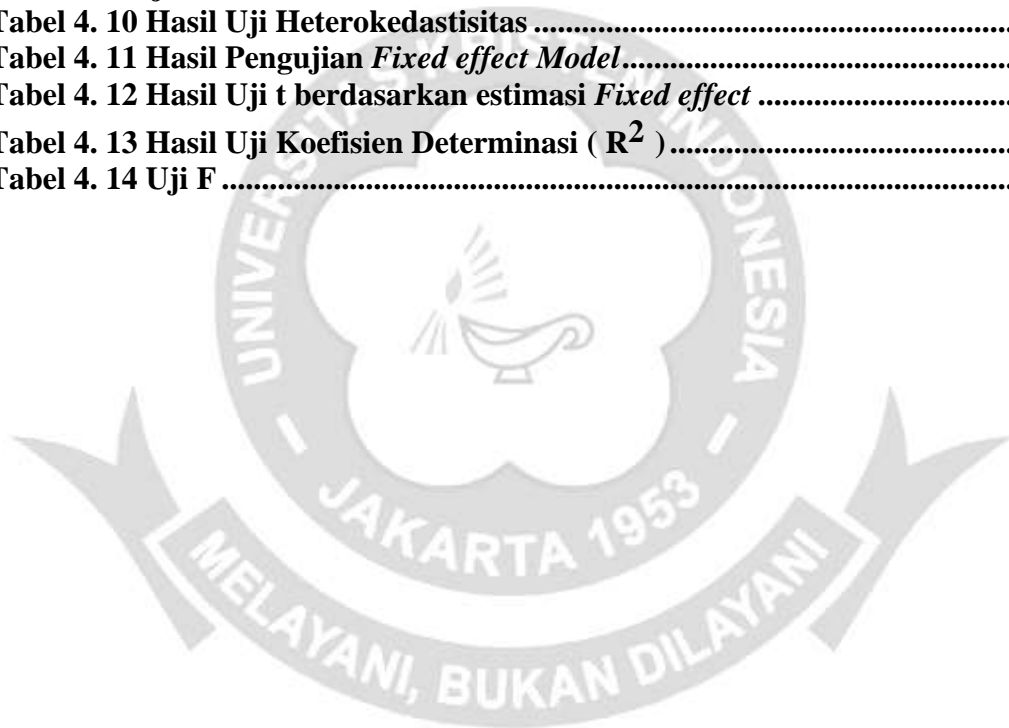 Tabel 4. 10 Hasil Uji Heterokedastisitas
Tabel 4. 11 Hasil Pengujian Fixed effect Model
Tabel 4. 12 Hasil Uji t berdasarkan estimasi Fixed effect
Tabel 4. 13 Hasil Uji Koefisien Determinasi ( R² )
Tabel 4. 14 Uji F
UNIVERSITAS KRISTEN INDONESIA
- JAKARTA 1953 -
MELAYANI, BUKAN DILAYANI